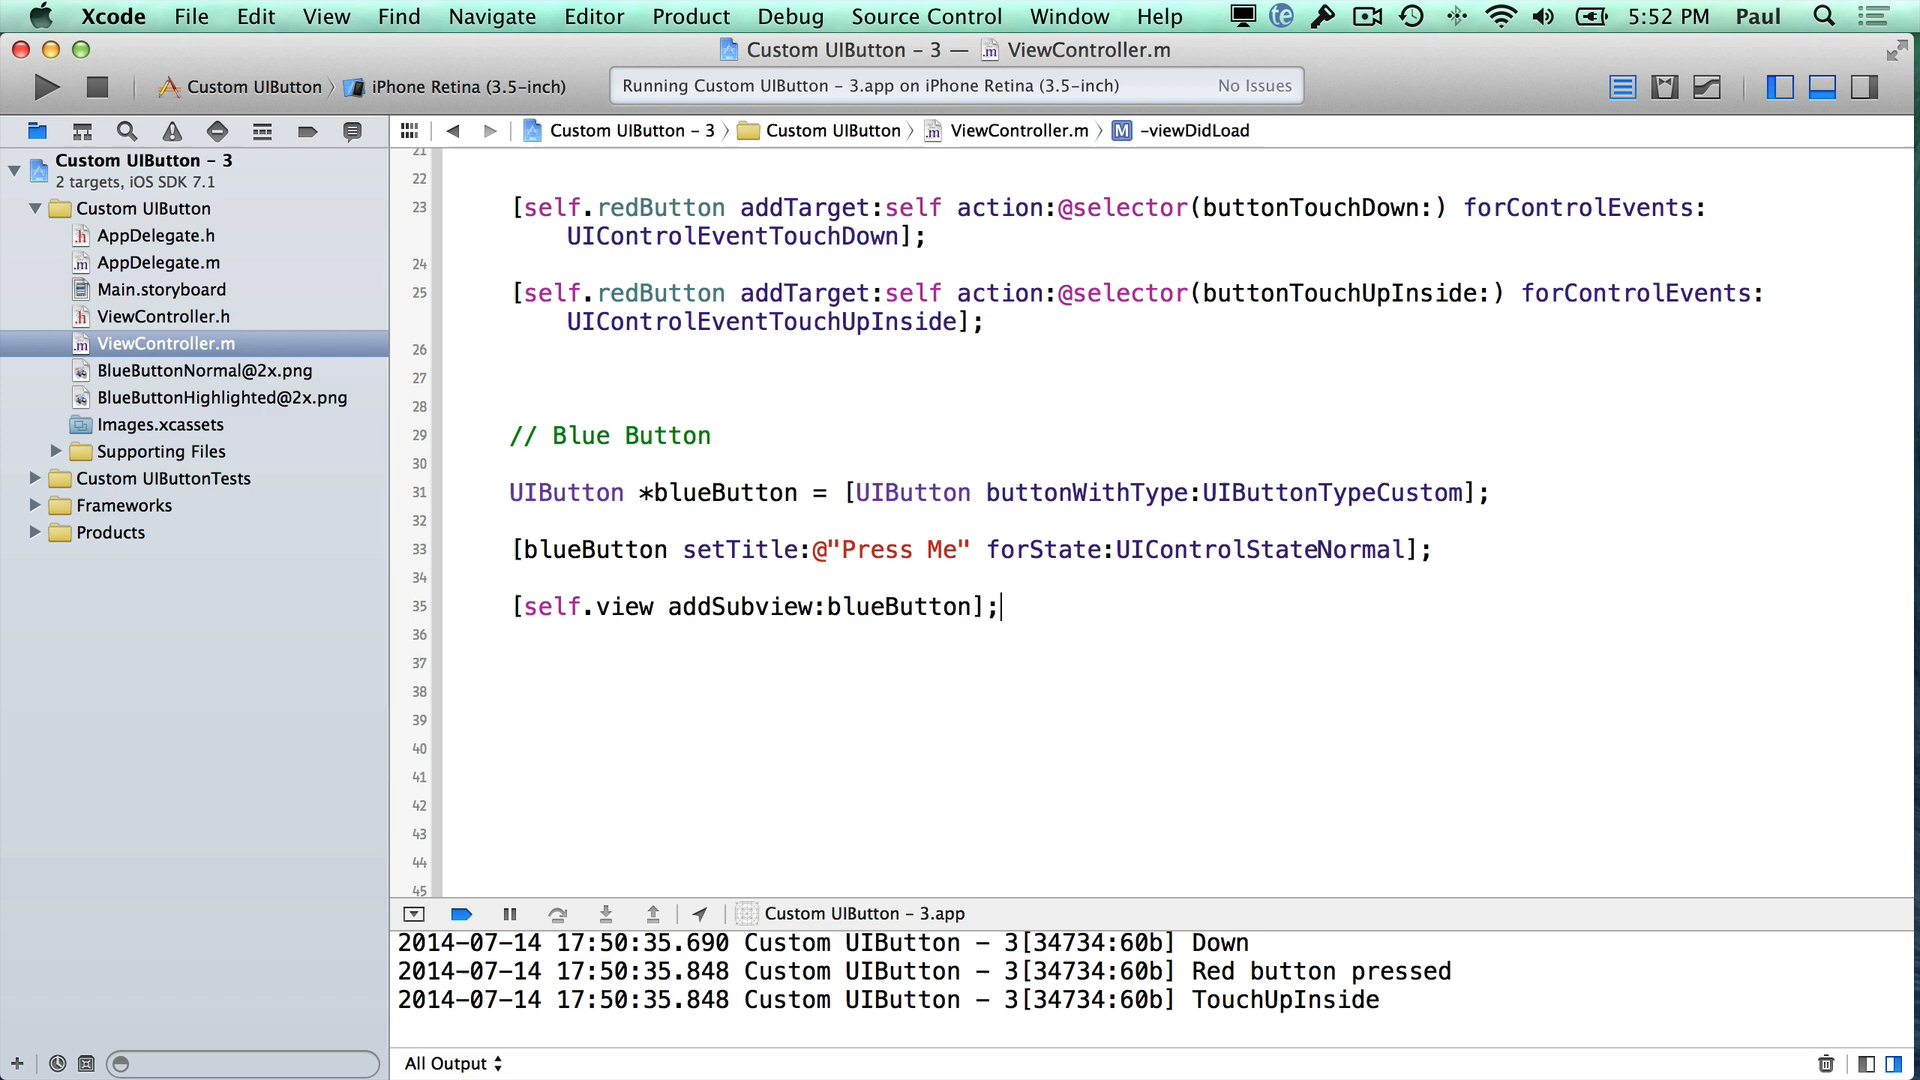 Xcode File Edit View Find Navigate Editor Product Debug Source Control Window Help te 5:52 PM Paul
Custom UIButton – 3 — ViewController.m
Custom UIButton iPhone Retina (3.5-inch) Running Custom UIButton – 3.app on iPhone Retina (3.5-inch) No Issues
Custom UIButton – 3 Custom UIButton ViewController.m M -viewDidLoad
Custom UIButton – 3
2 targets, iOS SDK 7.1
Custom UIButton
AppDelegate.h
AppDelegate.m
Main.storyboard
ViewController.h
ViewController.m
BlueButtonNormal@2x.png
BlueButtonHighlighted@2x.png
Images.xcassets
Supporting Files
Custom UIButtonTests
Frameworks
Products
21
22
23 [self.redButton addTarget:self action:@selector(buttonTouchDown:) forControlEvents:
UIControlEventTouchDown];
24
25 [self.redButton addTarget:self action:@selector(buttonTouchUpInside:) forControlEvents:
UIControlEventTouchUpInside];
26
27
28
29 // Blue Button
30
31 UIButton *blueButton = [UIButton buttonWithType:UIButtonTypeCustom];
32
33 [blueButton setTitle:@"Press Me" forState:UIControlStateNormal];
34
35 [self.view addSubview:blueButton];
36
37
38
39
40
41
42
43
44
45
Custom UIButton – 3.app
2014-07-14 17:50:35.690 Custom UIButton - 3[34734:60b] Down
2014-07-14 17:50:35.848 Custom UIButton - 3[34734:60b] Red button pressed
2014-07-14 17:50:35.848 Custom UIButton - 3[34734:60b] TouchUpInside
All Output